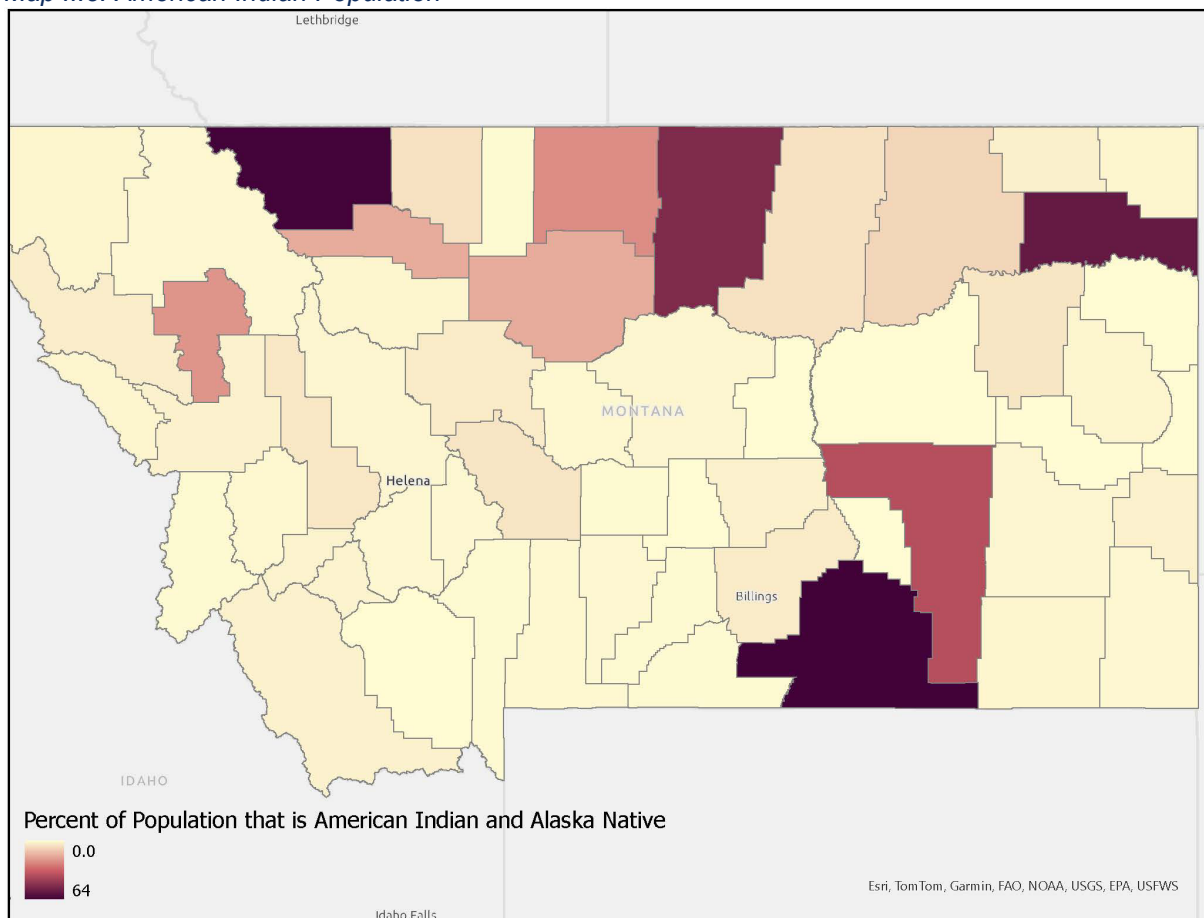 Lethbridge
MONTANA
Helena
Billings
IDAHO
Percent of Population that is American Indian and Alaska Native
0.0
64
Esri, TomTom, Garmin, FAO, NOAA, USGS, EPA, USFWS
Idaho Falls